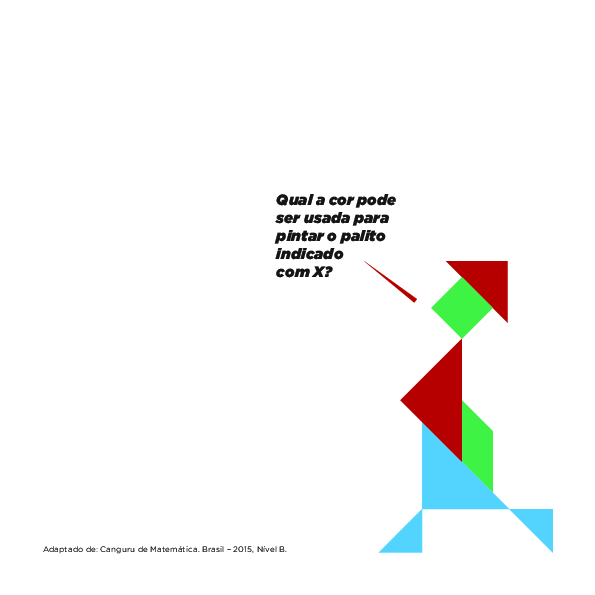 Qual a cor pode
ser usada para
pintar o palito
indicado
com X?
Adaptado de: Canguru de Matemática. Brasil – 2015, Nível B.